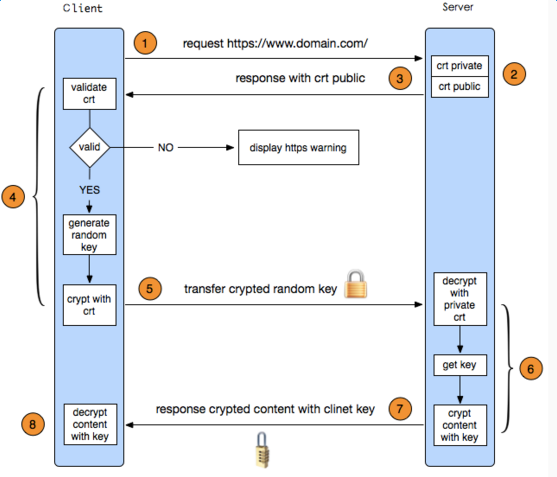 Client
Server
1
request https://www.domain.com/
crt private
2
response with crt public
3
crt public
validate
crt
valid
NO
display https warning
4
YES
generate
random
key
crypt with
crt
5
transfer crypted random key
decrypt
with
private
crt
get key
6
8
decrypt
content
with key
response crypted content with clinet key
7
crypt
content
with key